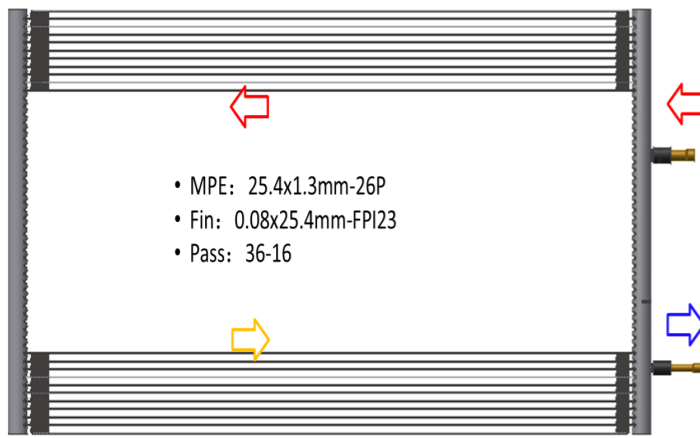 • MPE：25.4x1.3mm-26P
• Fin：0.08x25.4mm-FPI23
• Pass：36-16